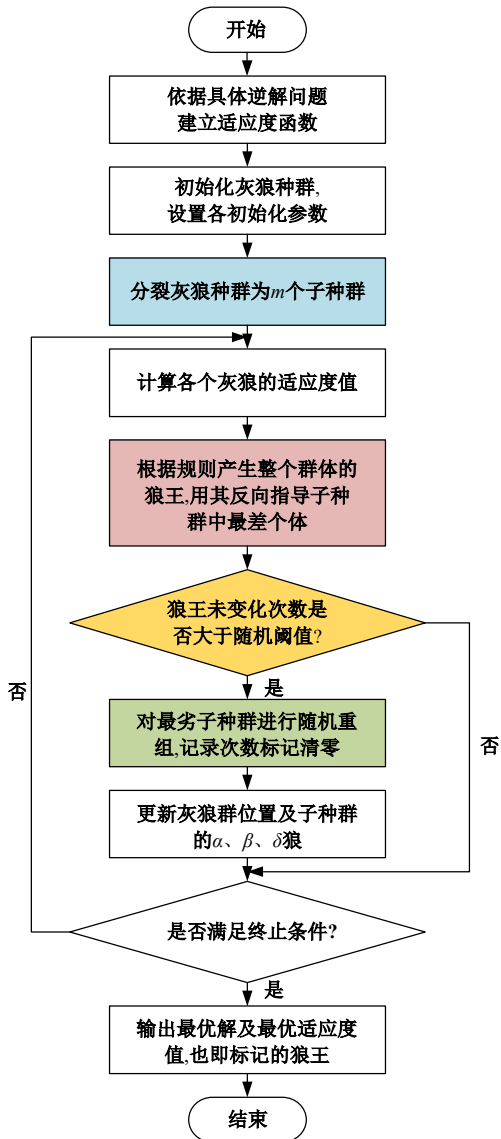 开始
依据具体逆解问题
建立适应度函数
初始化灰狼种群,
设置各初始化参数
分裂灰狼种群为m个子种群
计算各个灰狼的适应度值
根据规则产生整个群体的
狼王,用其反向指导子种
群中最差个体
狼王未变化次数是
否大于随机阈值?
是
否
否
对最劣子种群进行随机重
组,记录次数标记清零
更新灰狼群位置及子种群
的α、β、δ狼
是否满足终止条件?
是
输出最优解及最优适应度
值,也即标记的狼王
结束